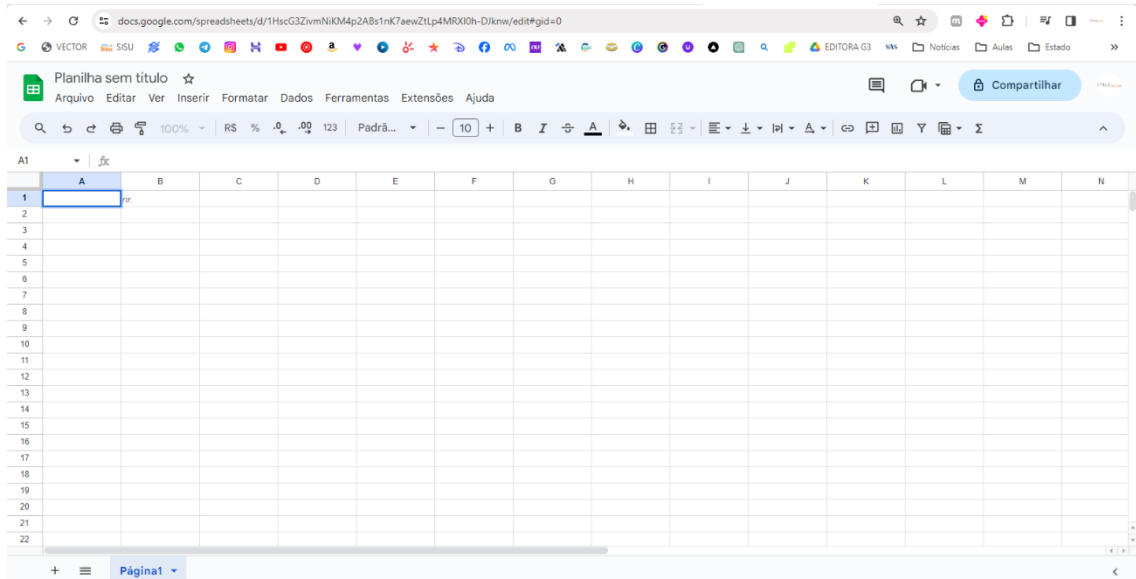 docs.google.com/spreadsheets/d/1HscG3ZivmNiKM4p2A8s1nK7aewZtLp4MRXI0h-DJknw/edit#gid=0
VECTOR SISU EDITORA G3 SAS Notícias Aulas Estado »
Planilha sem título
Arquivo Editar Ver Inserir Formatar Dados Ferramentas Extensões Ajuda
Compartilhar
100% R$ % .0 .00 123 Padrã... − 10 + B I S A Σ
A1 fx
A B C D E F G H I J K L M N
1 rir.
2
3
4
5
6
7
8
9
10
11
12
13
14
15
16
17
18
19
20
21
22
+ Página1